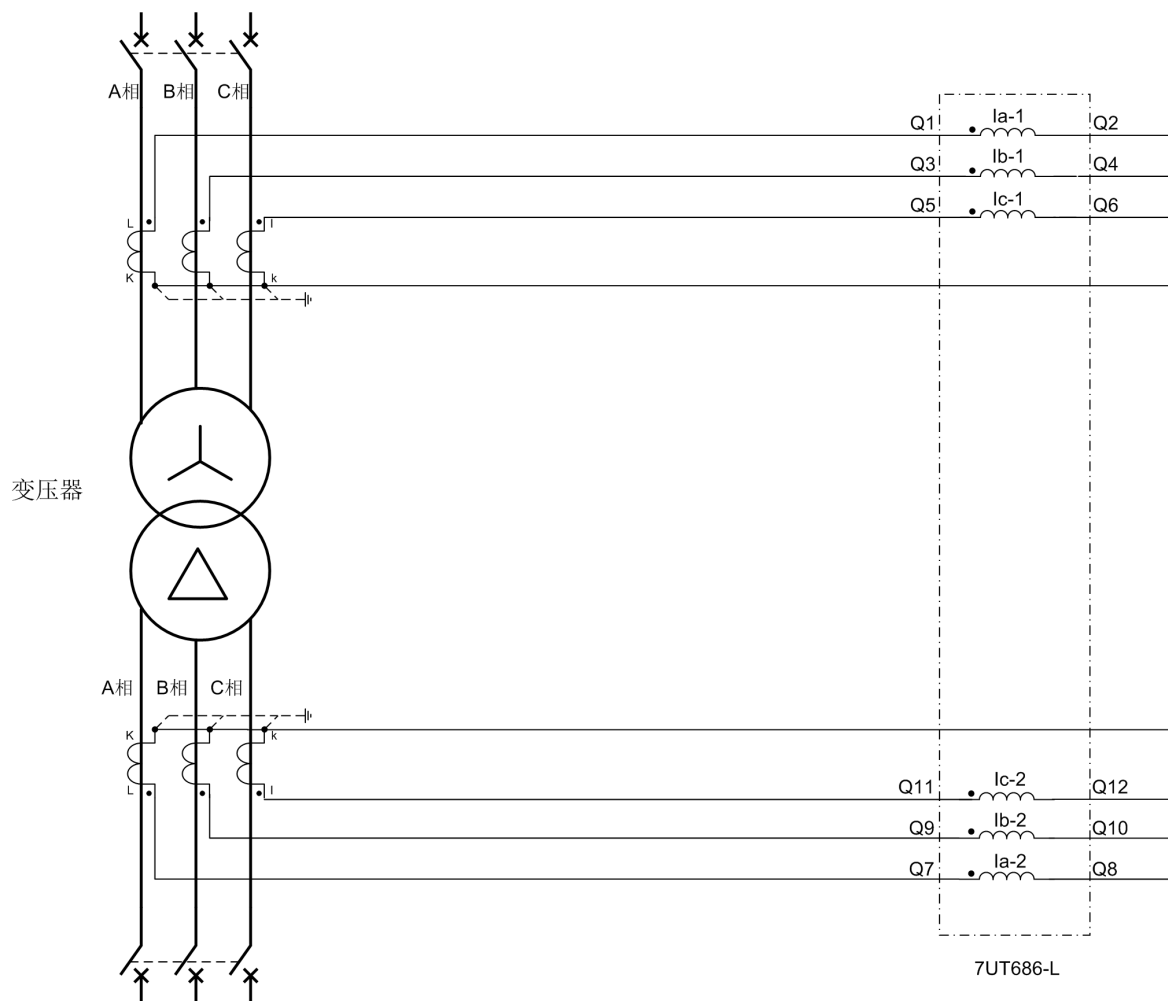 A相 B相 C相
Q1 Ia-1 Q2
Q3 Ib-1 Q4
Q5 Ic-1 Q6
L l
K k
变压器
A相 B相 C相
K k
L l
Q11 Ic-2 Q12
Q9 Ib-2 Q10
Q7 Ia-2 Q8
7UT686-L